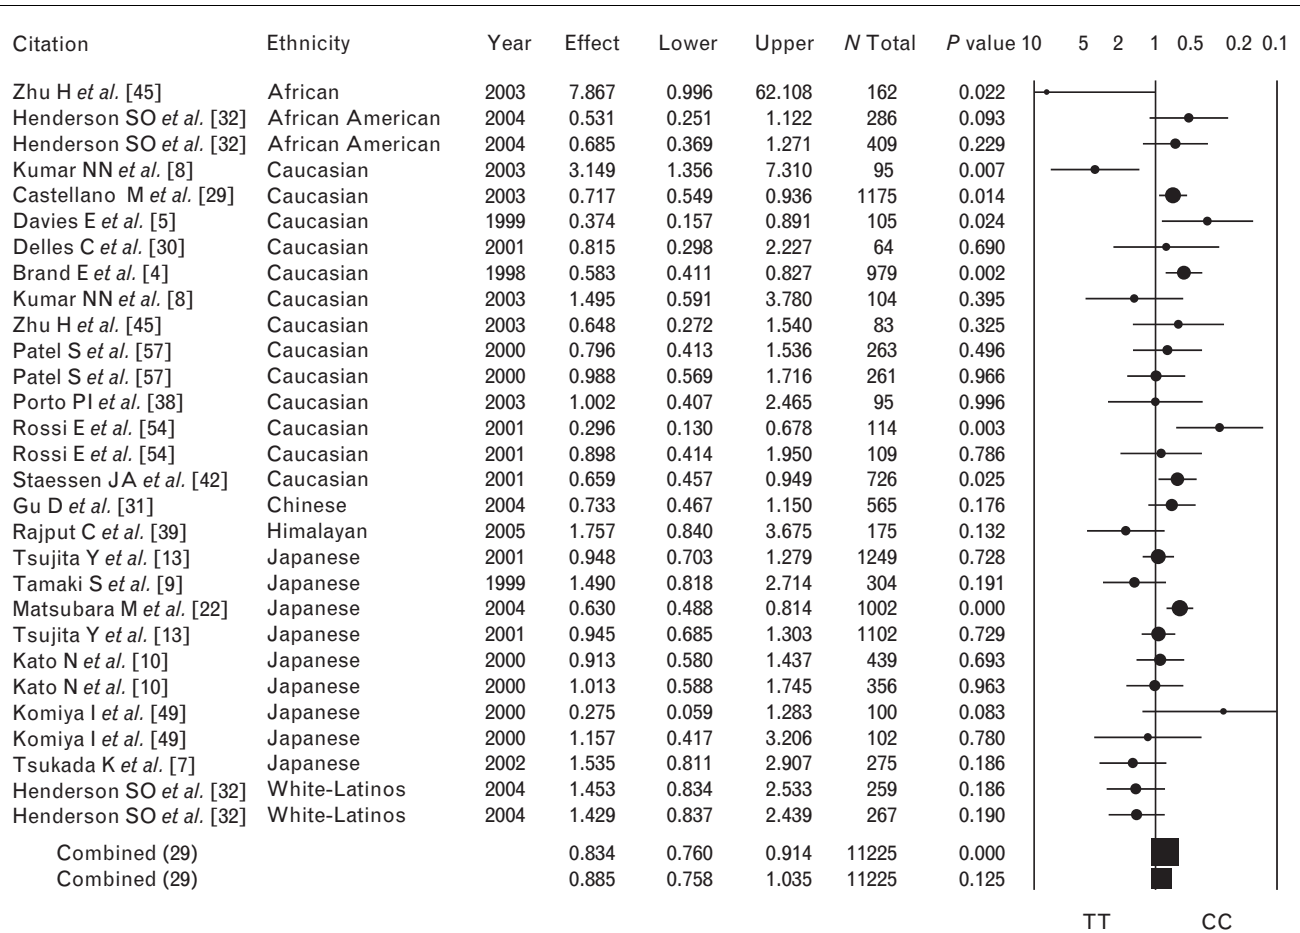 Citation Ethnicity Year Effect Lower Upper N Total P value 10 5 2 1 0.5 0.2 0.1
Zhu H et al. [45] African 2003 7.867 0.996 62.108 162 0.022
Henderson SO et al. [32] African American 2004 0.531 0.251 1.122 286 0.093
Henderson SO et al. [32] African American 2004 0.685 0.369 1.271 409 0.229
Kumar NN et al. [8] Caucasian 2003 3.149 1.356 7.310 95 0.007
Castellano M et al. [29] Caucasian 2003 0.717 0.549 0.936 1175 0.014
Davies E et al. [5] Caucasian 1999 0.374 0.157 0.891 105 0.024
Delles C et al. [30] Caucasian 2001 0.815 0.298 2.227 64 0.690
Brand E et al. [4] Caucasian 1998 0.583 0.411 0.827 979 0.002
Kumar NN et al. [8] Caucasian 2003 1.495 0.591 3.780 104 0.395
Zhu H et al. [45] Caucasian 2003 0.648 0.272 1.540 83 0.325
Patel S et al. [57] Caucasian 2000 0.796 0.413 1.536 263 0.496
Patel S et al. [57] Caucasian 2000 0.988 0.569 1.716 261 0.966
Porto PI et al. [38] Caucasian 2003 1.002 0.407 2.465 95 0.996
Rossi E et al. [54] Caucasian 2001 0.296 0.130 0.678 114 0.003
Rossi E et al. [54] Caucasian 2001 0.898 0.414 1.950 109 0.786
Staessen JA et al. [42] Caucasian 2001 0.659 0.457 0.949 726 0.025
Gu D et al. [31] Chinese 2004 0.733 0.467 1.150 565 0.176
Rajput C et al. [39] Himalayan 2005 1.757 0.840 3.675 175 0.132
Tsujita Y et al. [13] Japanese 2001 0.948 0.703 1.279 1249 0.728
Tamaki S et al. [9] Japanese 1999 1.490 0.818 2.714 304 0.191
Matsubara M et al. [22] Japanese 2004 0.630 0.488 0.814 1002 0.000
Tsujita Y et al. [13] Japanese 2001 0.945 0.685 1.303 1102 0.729
Kato N et al. [10] Japanese 2000 0.913 0.580 1.437 439 0.693
Kato N et al. [10] Japanese 2000 1.013 0.588 1.745 356 0.963
Komiya I et al. [49] Japanese 2000 0.275 0.059 1.283 100 0.083
Komiya I et al. [49] Japanese 2000 1.157 0.417 3.206 102 0.780
Tsukada K et al. [7] Japanese 2002 1.535 0.811 2.907 275 0.186
Henderson SO et al. [32] White-Latinos 2004 1.453 0.834 2.533 259 0.186
Henderson SO et al. [32] White-Latinos 2004 1.429 0.837 2.439 267 0.190
Combined (29) 0.834 0.760 0.914 11225 0.000
Combined (29) 0.885 0.758 1.035 11225 0.125
TT CC